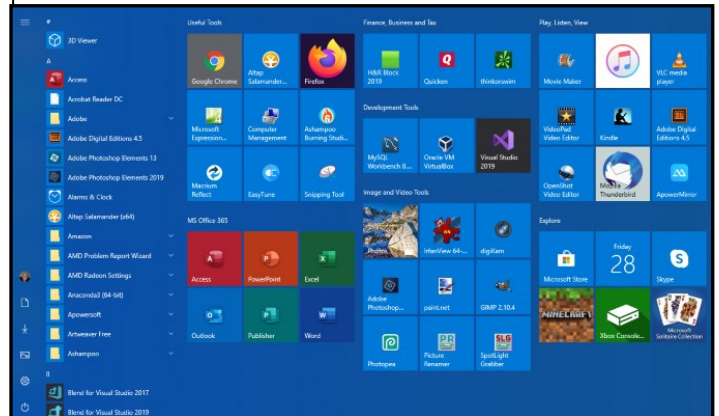 #
3D Viewer
A
Access
Acrobat Reader DC
Adobe
Adobe Digital Editions 4.5
Adobe Photoshop Elements 13
Adobe Photoshop Elements 2019
Alarms & Clock
Altap Salamander (x64)
Amazon
AMD Problem Report Wizard
AMD Radeon Settings
Anaconda3 (64-bit)
Apowersoft
Artweaver Free
Ashampoo
B
Blend for Visual Studio 2017
Blend for Visual Studio 2019
Useful Tools
Google Chrome
Altap
Salamander...
Firefox
Microsoft
Expression...
Computer
Management
Ashampoo
Burning Studi...
Macrium
Reflect
EasyTune
Snipping Tool
MS Office 365
Access
PowerPoint
Excel
Outlook
Publisher
Word
Finance, Business and Tax
H&R Block
2019
Quicken
thinkorswim
Development Tools
MySQL
Workbench 8...
Oracle VM
VirtualBox
Visual Studio
2019
Image and Video Tools
Photos
IrfanView 64-...
digiKam
Adobe
Photoshop...
paint.net
GIMP 2.10.4
Photopea
PR
Picture
Renamer
SLG
SpotLight
Grabber
Play, Listen, View
Movie Maker
VLC media
player
VideoPad
Video Editor
Kindle
Adobe Digital
Editions 4.5
OpenShot
Video Editor
Mozilla
Thunderbird
ApowerMirror
Explore
Microsoft Store
Friday
28
Skype
MINECRAFT
Xbox Console...
Microsoft
Solitaire Collection